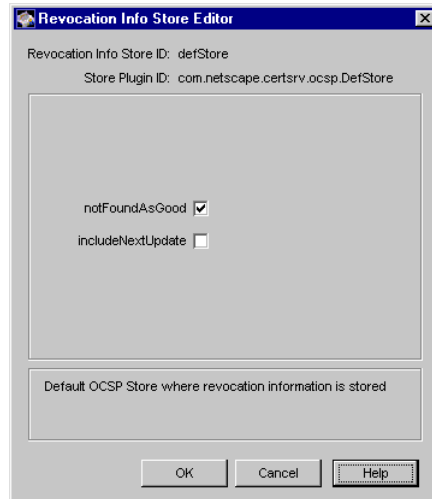 Revocation Info Store Editor
Revocation Info Store ID: defStore
Store Plugin ID: com.netscape.certsrv.ocsp.DefStore
notFoundAsGood
includeNextUpdate
Default OCSP Store where revocation information is stored
OK Cancel Help